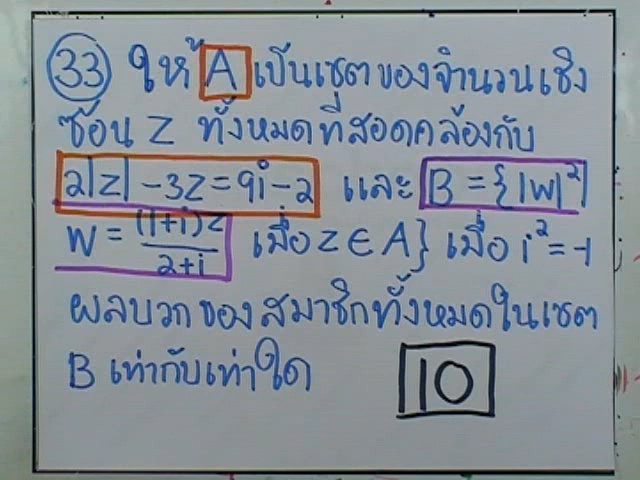 33 ให้ A เป็นเซตของจำนวนเชิง
ซ้อน Z ทั้งหมดที่สอดคล้องกับ
2|Z| -3Z = 9i -2 และ B = { |W|² |
W = (1+i)Z / 2+i เมื่อ Z ∈ A } เมื่อ i² = -1
ผลบวกของสมาชิกทั้งหมดในเซต
B เท่ากับเท่าใด 10